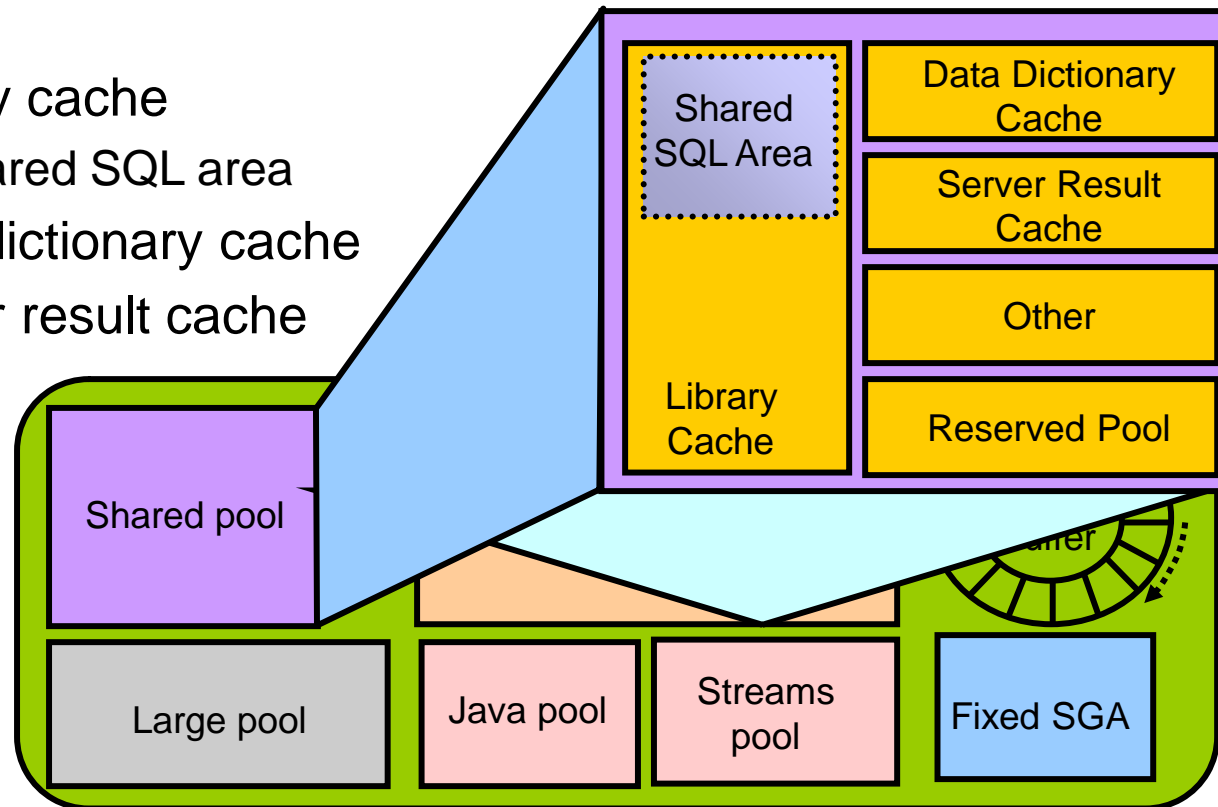 y cache
ared SQL area
dictionary cache
r result cache
Shared
SQL Area
Library
Cache
Data Dictionary
Cache
Server Result
Cache
Other
Reserved Pool
Shared pool
Large pool
Java pool
Streams
pool
Fixed SGA